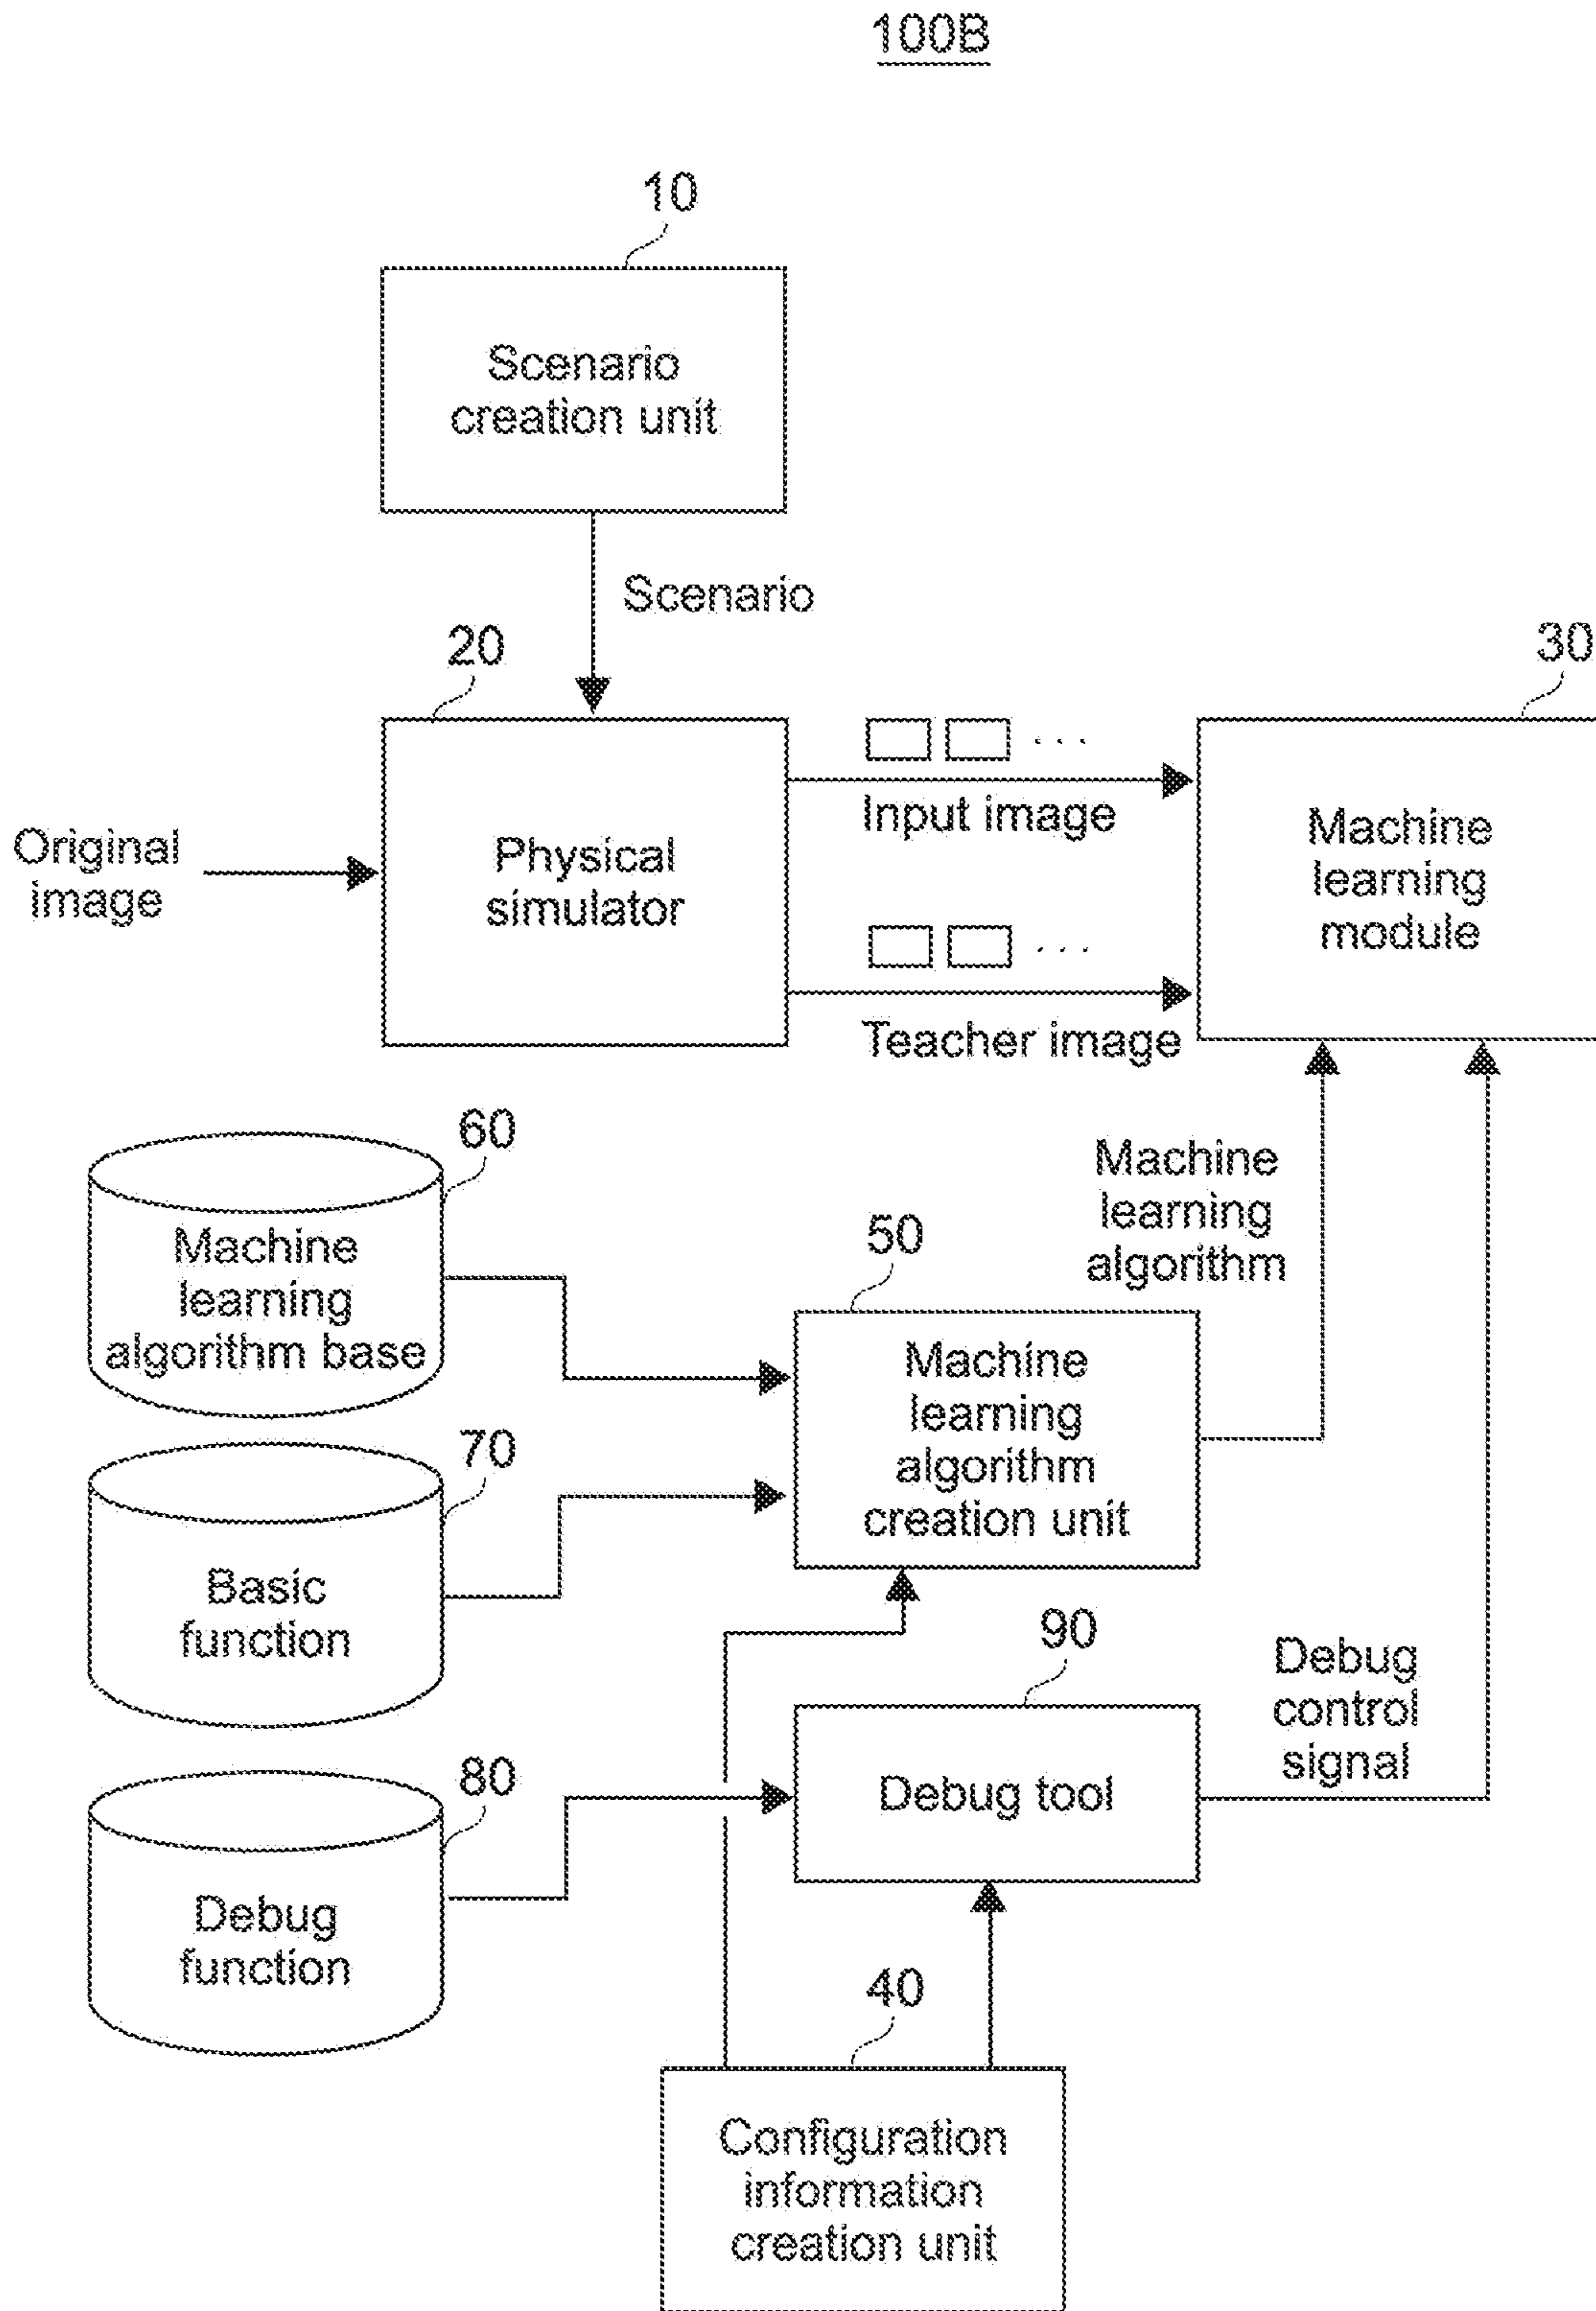 100B
10
Scenario
creation unit
Scenario
20
30
Original
image
Physical
simulator
. . .
Input image
. . .
Teacher image
Machine
learning
module
60
Machine
learning
algorithm base
50
Machine
learning
algorithm
creation unit
Machine
learning
algorithm
70
Basic
function
90
Debug tool
Debug
control
signal
80
Debug
function
40
Configuration
information
creation unit